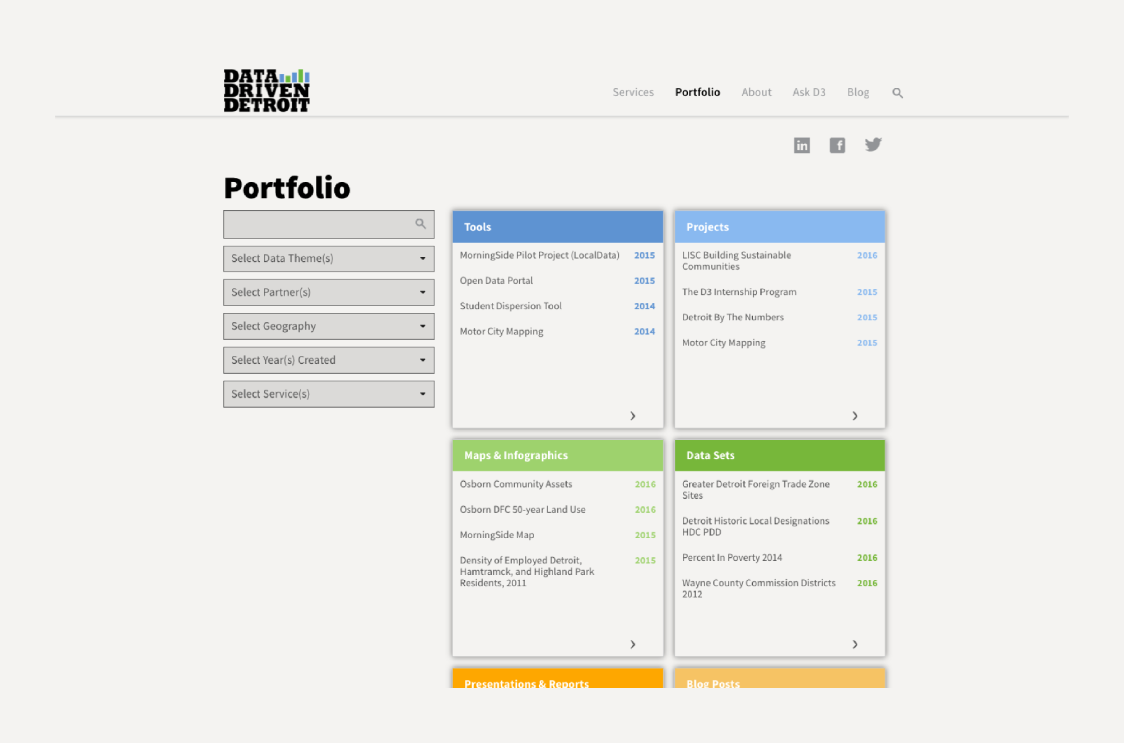 DATA
DRIVEN
DETROIT
Services Portfolio About Ask D3 Blog
in f
Portfolio
Select Data Theme(s)
Select Partner(s)
Select Geography
Select Year(s) Created
Select Service(s)
Tools
MorningSide Pilot Project (LocalData) 2015
Open Data Portal 2015
Student Dispersion Tool 2014
Motor City Mapping 2014
Projects
LISC Building Sustainable 2016
Communities
The D3 Internship Program 2015
Detroit By The Numbers 2015
Motor City Mapping 2015
Maps & Infographics
Osborn Community Assets 2016
Osborn DFC 50-year Land Use 2016
MorningSide Map 2015
Density of Employed Detroit, 2015
Hamtramck, and Highland Park
Residents, 2011
Data Sets
Greater Detroit Foreign Trade Zone 2016
Sites
Detroit Historic Local Designations 2016
HDC PDD
Percent In Poverty 2014 2016
Wayne County Commission Districts 2016
2012
Presentations & Reports
Blog Posts